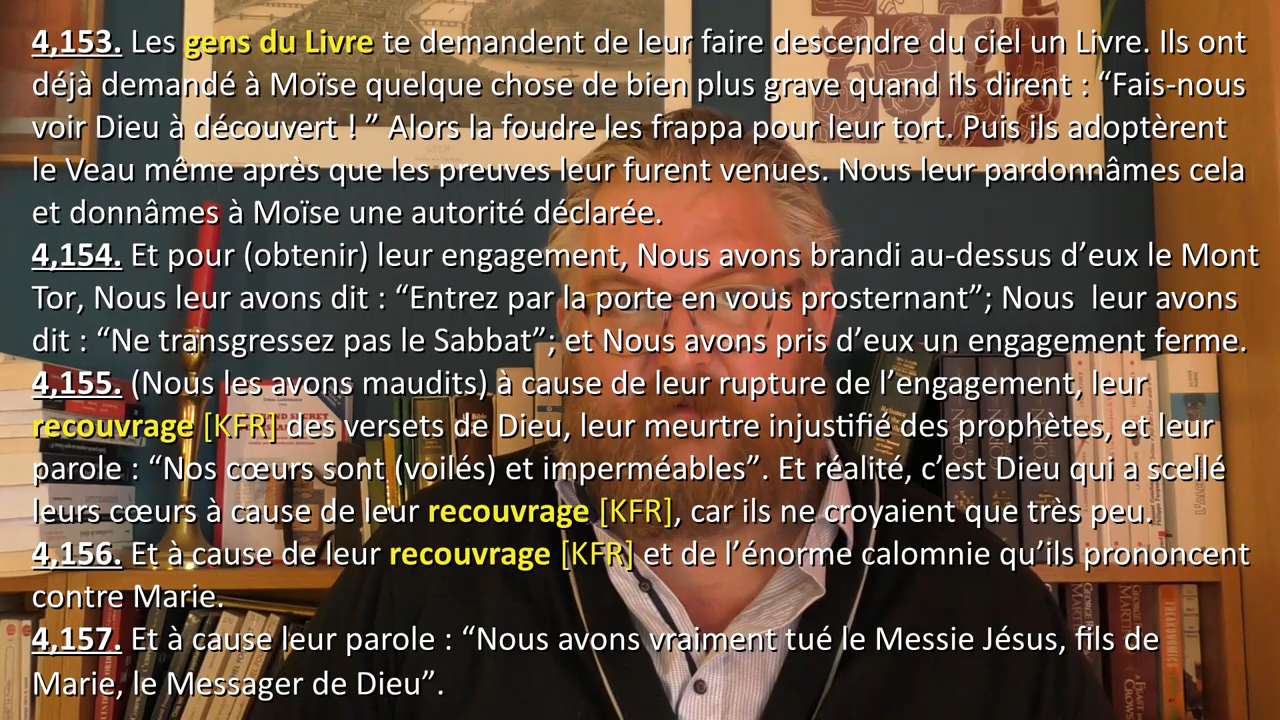 4,153. Les gens du Livre te demandent de leur faire descendre du ciel un Livre. Ils ont
déjà demandé à Moïse quelque chose de bien plus grave quand ils dirent : “Fais-nous
voir Dieu à découvert ! ” Alors la foudre les frappa pour leur tort. Puis ils adoptèrent
le Veau même après que les preuves leur furent venues. Nous leur pardonnâmes cela
et donnâmes à Moïse une autorité déclarée.
4,154. Et pour (obtenir) leur engagement, Nous avons brandi au-dessus d’eux le Mont
Tor, Nous leur avons dit : “Entrez par la porte en vous prosternant”; Nous  leur avons
dit : “Ne transgressez pas le Sabbat”; et Nous avons pris d’eux un engagement ferme.
4,155. (Nous les avons maudits) à cause de leur rupture de l’engagement, leur
recouvrage [KFR] des versets de Dieu, leur meurtre injustifié des prophètes, et leur
parole : “Nos cœurs sont (voilés) et imperméables”. Et réalité, c’est Dieu qui a scellé
leurs cœurs à cause de leur recouvrage [KFR], car ils ne croyaient que très peu.
4,156. Et à cause de leur recouvrage [KFR] et de l’énorme calomnie qu’ils prononcent
contre Marie.
4,157. Et à cause leur parole : “Nous avons vraiment tué le Messie Jésus, fils de
Marie, le Messager de Dieu”.